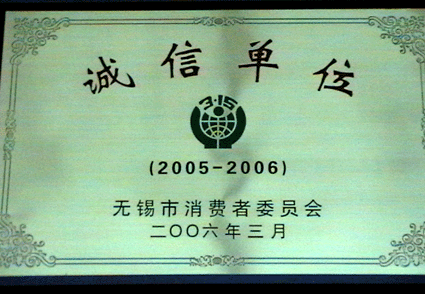 诚信单位
3·15
(2005-2006)
无锡市消费者委员会
二〇〇六年三月